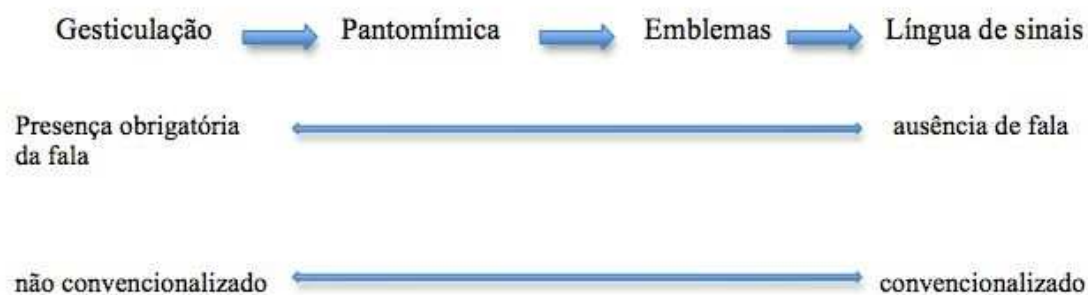 Gesticulação Pantomímica Emblemas Língua de sinais
Presença obrigatória ausência de fala
da fala
não convencionalizado convencionalizado